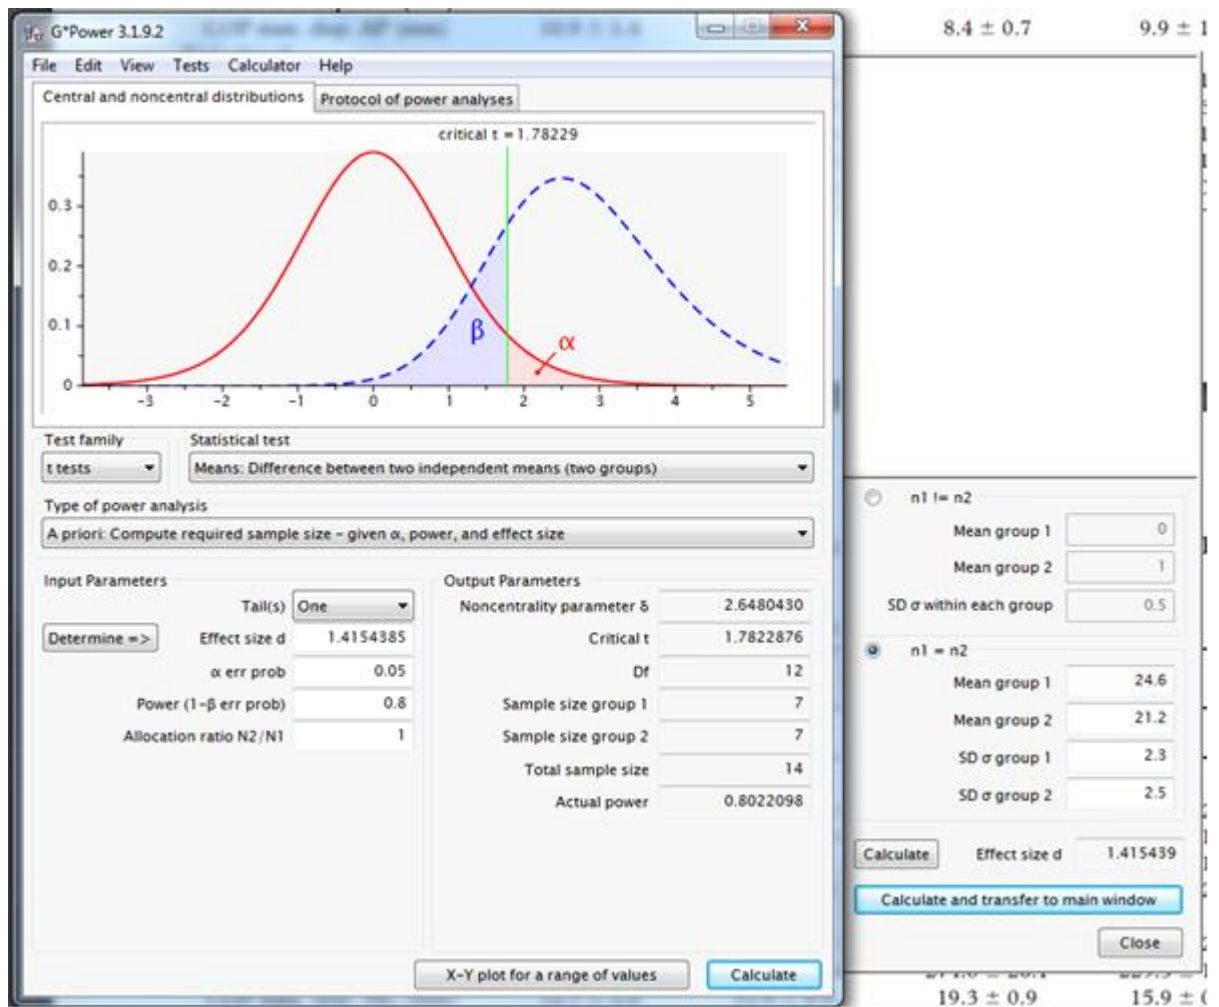 G*Power 3.1.9.2
File Edit View Tests Calculator Help
Central and noncentral distributions Protocol of power analyses
critical t = 1.78229
0.3
0.2
0.1
0
β
α
-3 -2 -1 0 1 2 3 4 5
Test family Statistical test
t tests Means: Difference between two independent means (two groups)
Type of power analysis
A priori: Compute required sample size - given α, power, and effect size
Input Parameters
Tail(s) One
Determine => Effect size d 1.4154385
α err prob 0.05
Power (1-β err prob) 0.8
Allocation ratio N2/N1 1
Output Parameters
Noncentrality parameter δ 2.6480430
Critical t 1.7822876
Df 12
Sample size group 1 7
Sample size group 2 7
Total sample size 14
Actual power 0.8022098
X-Y plot for a range of values Calculate
8.4 ± 0.7 9.9 ± 1
n1 != n2
Mean group 1 0
Mean group 2 1
SD σ within each group 0.5
n1 = n2
Mean group 1 24.6
Mean group 2 21.2
SD σ group 1 2.3
SD σ group 2 2.5
Calculate Effect size d 1.415439
Calculate and transfer to main window
Close
19.3 ± 0.9 15.9 ±